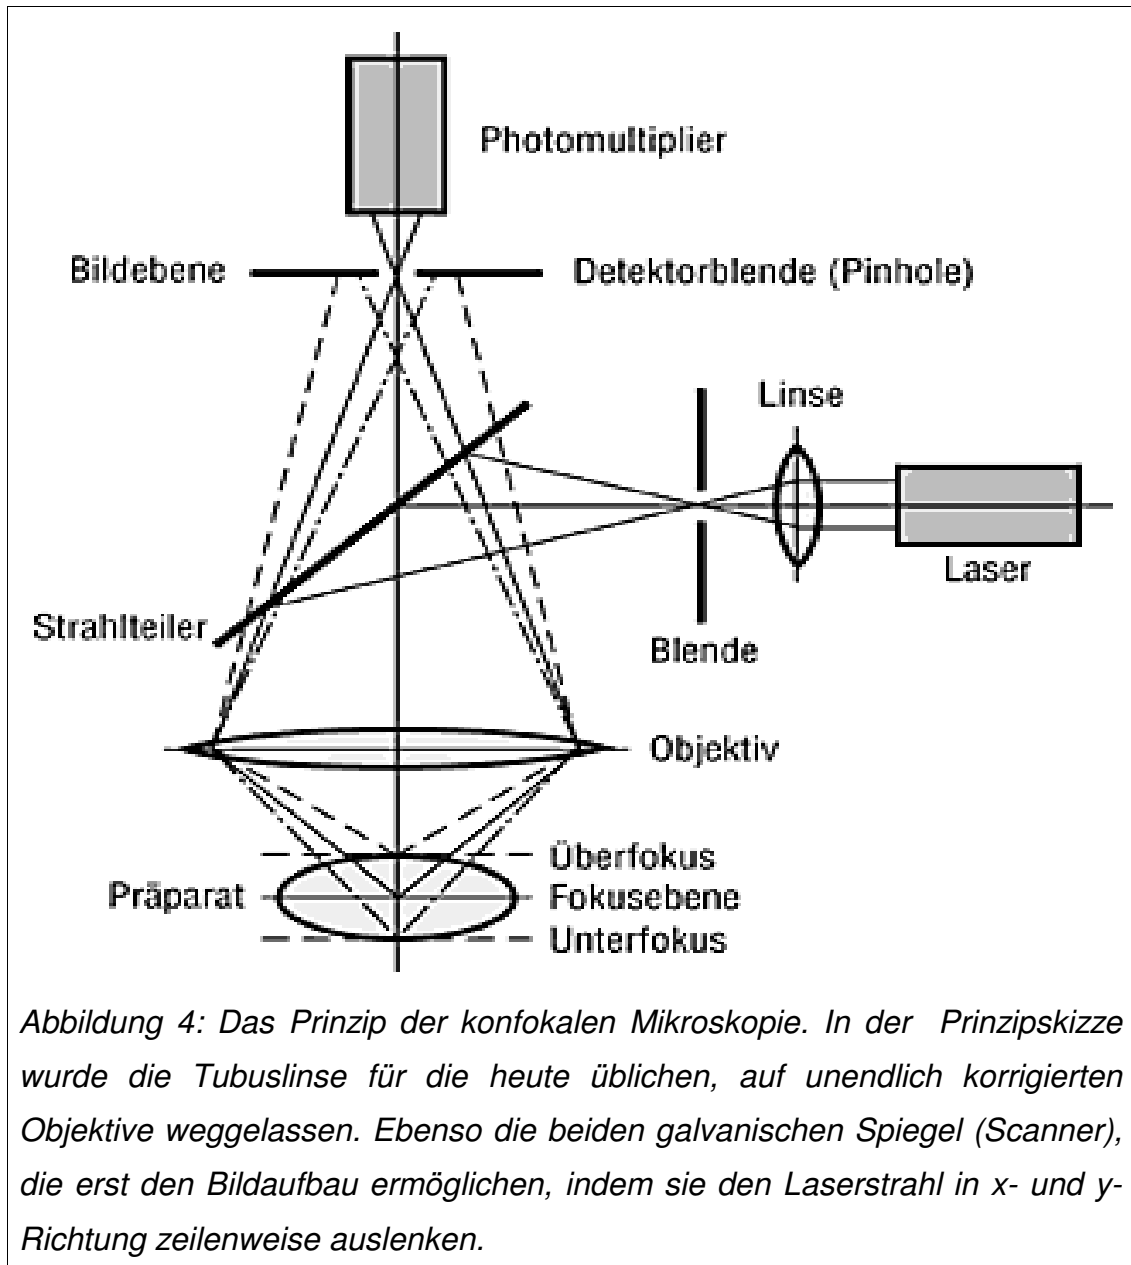 Photomultiplier
Bildebene
Detektorblende (Pinhole)
Linse
Laser
Strahlteiler
Blende
Objektiv
Überfokus
Präparat
Fokusebene
Unterfokus
Abbildung 4: Das Prinzip der konfokalen Mikroskopie. In der Prinzipskizze
wurde die Tubuslinse für die heute üblichen, auf unendlich korrigierten
Objektive weggelassen. Ebenso die beiden galvanischen Spiegel (Scanner),
die erst den Bildaufbau ermöglichen, indem sie den Laserstrahl in x- und y-
Richtung zeilenweise auslenken.